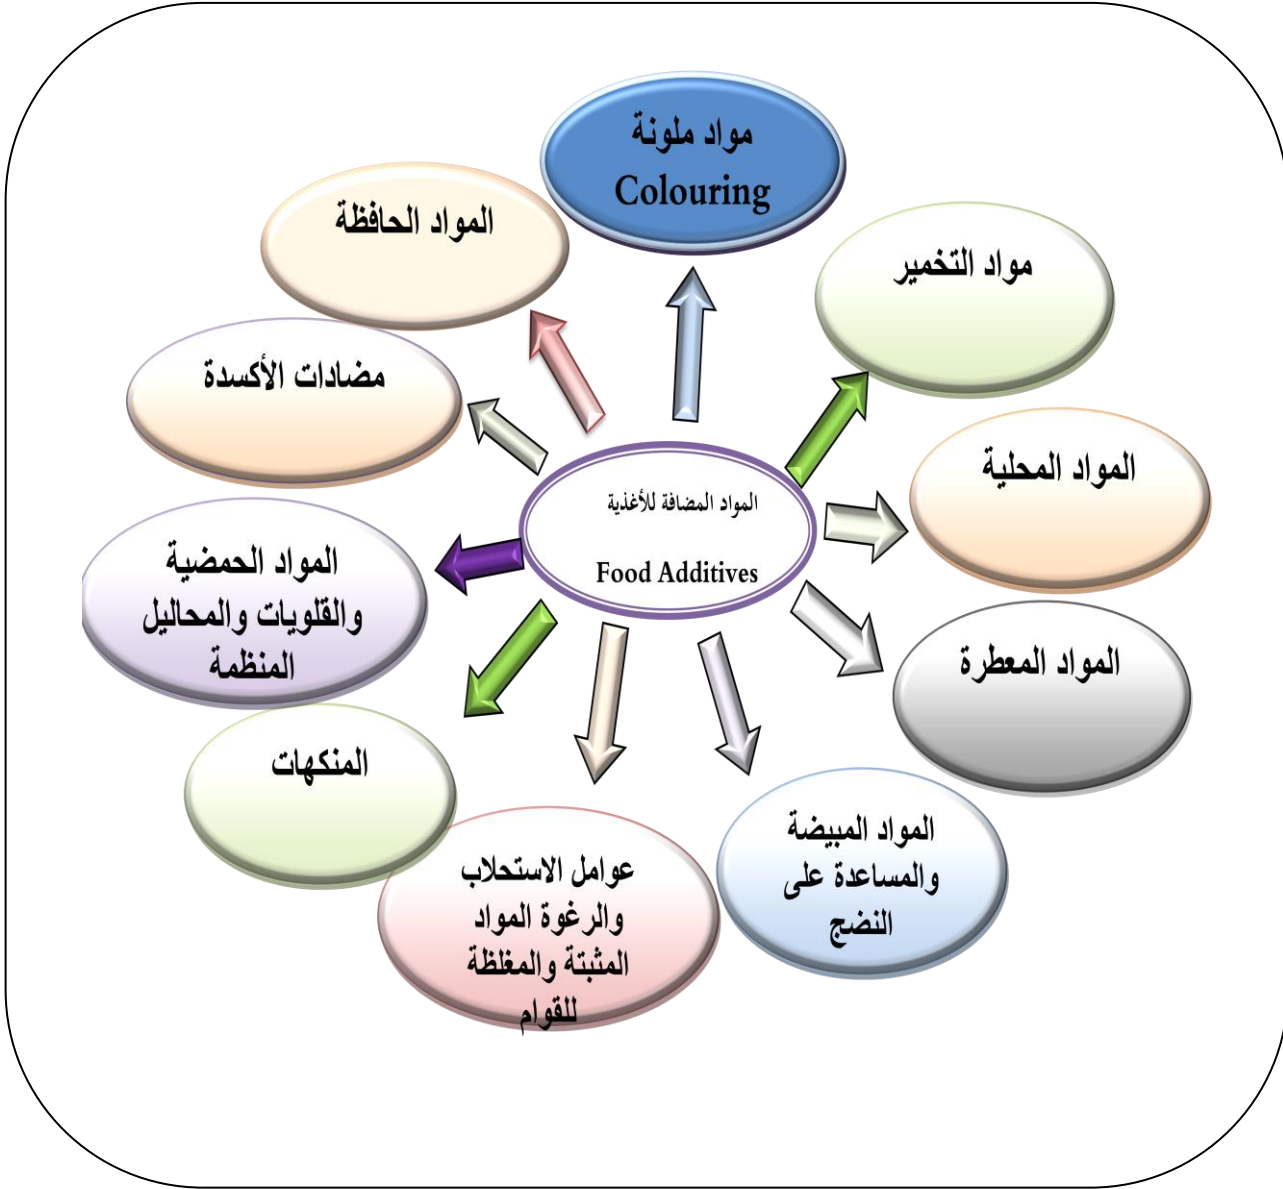 مواد ملونة
Colouring
المواد الحافظة
مواد التخمير
مضادات الأكسدة
المواد المحلية
المواد المضافة للأغذية
Food Additives
المواد الحمضية
والقلويات والمحاليل
المنظمة
المواد المعطرة
المنكهات
المواد المبيضة
والمساعدة على
النضج
عوامل الاستحلاب
والرغوة المواد
المثبتة والمغلظة
للقوام